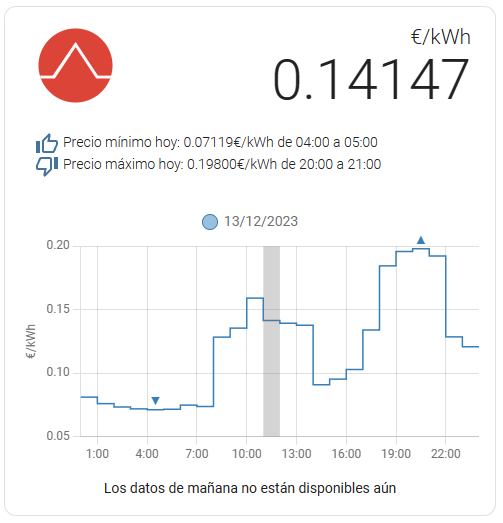 €/kWh
0.14147
Precio mínimo hoy: 0.07119€/kWh de 04:00 a 05:00
Precio máximo hoy: 0.19800€/kWh de 20:00 a 21:00
13/12/2023
0.20
0.15
0.10
0.05
€/kWh
1:00 4:00 7:00 10:00 13:00 16:00 19:00 22:00
Los datos de mañana no están disponibles aún